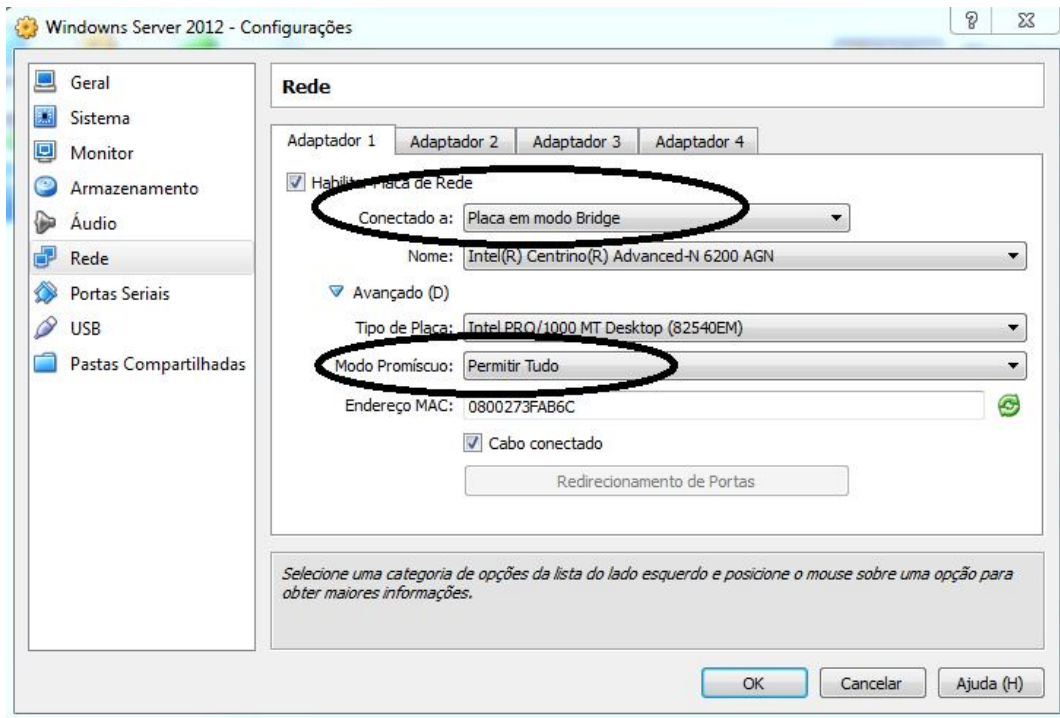 Windowns Server 2012 - Configurações
Geral
Sistema
Monitor
Armazenamento
Áudio
Rede
Portas Seriais
USB
Pastas Compartilhadas
Rede
Adaptador 1 Adaptador 2 Adaptador 3 Adaptador 4
Habilitar Placa de Rede
Conectado a: Placa em modo Bridge
Nome: Intel(R) Centrino(R) Advanced-N 6200 AGN
Avançado (D)
Tipo de Placa: Intel PRO/1000 MT Desktop (82540EM)
Modo Promíscuo: Permitir Tudo
Endereço MAC: 0800273FAB6C
Cabo conectado
Redirecionamento de Portas
Selecione uma categoria de opções da lista do lado esquerdo e posicione o mouse sobre uma opção para
obter maiores informações.
OK Cancelar Ajuda (H)